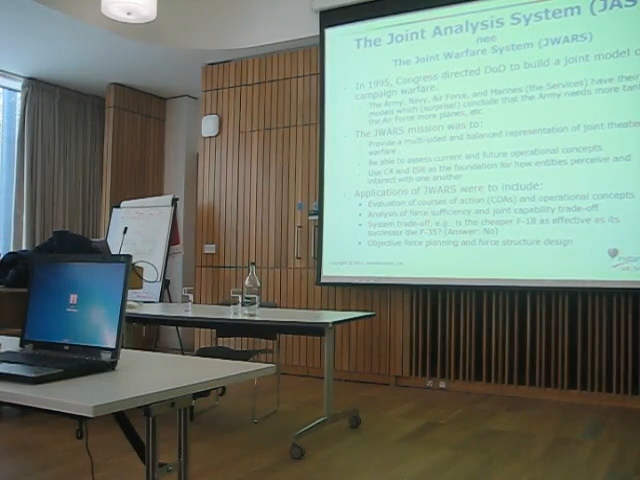 The Joint Analysis System (JAS
nee
The Joint Warfare System (JWARS)
In 1995, Congress directed DoD to build a joint model o
campaign warfare.
The Army, Navy, Air Force, and Marines (the Services) have their
models which (surprise!) conclude that the Army needs more tan
the Air Force more planes, etc.
The JWARS mission was to:
Provide a multi-sided and balanced representation of joint theater
warfare
Be able to assess current and future operational concepts
Use C4 and ISR as the foundation for how entities perceive and
interact with one another
Applications of JWARS were to include:
Evaluation of courses of action (COAs) and operational concepts
Analysis of force sufficiency and joint capability trade-off
System trade-off, e.g., is the cheaper F-18 as effective as its
successor the F-35? (Answer: No)
Objective force planning and force structure design